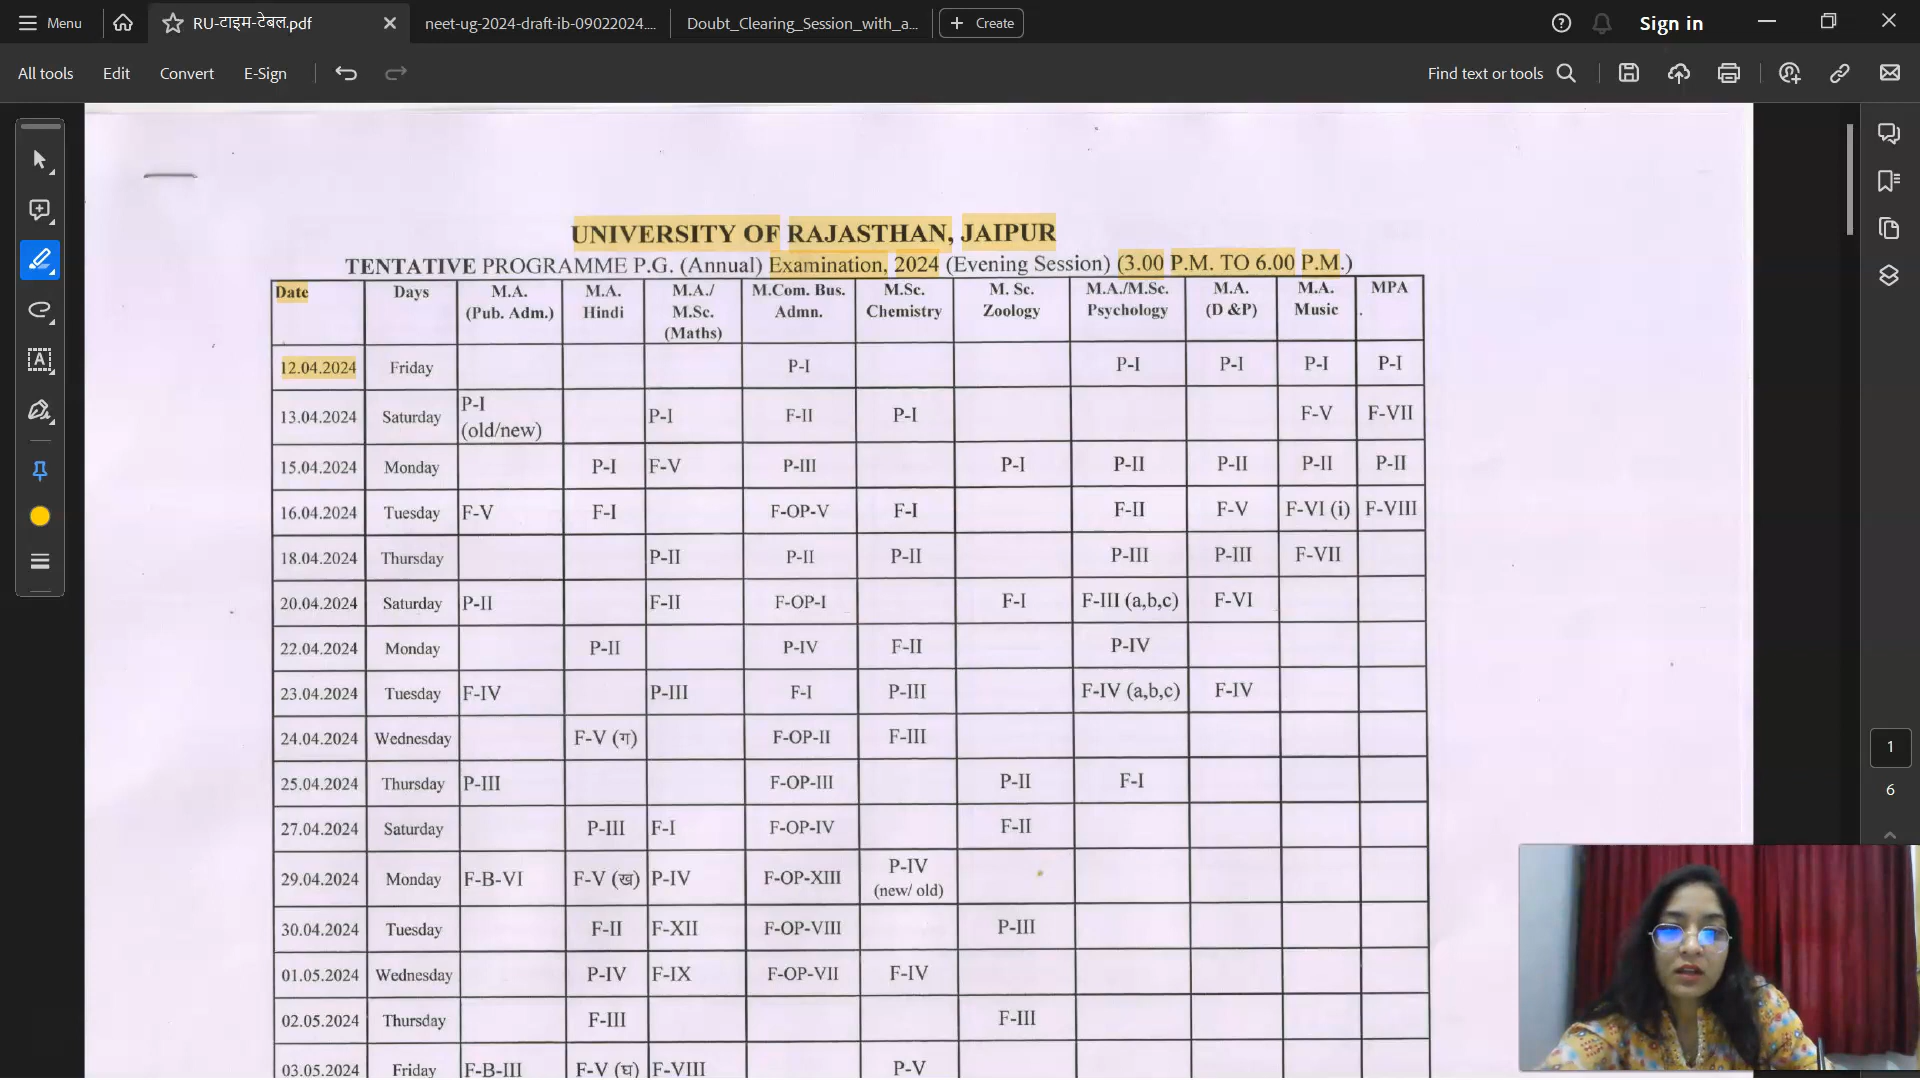 Menu
RU-टाइम-टेबल.pdf
neet-ug-2024-draft-ib-09022024....
Doubt_Clearing_Session_with_a...
Create
Sign in
All tools Edit Convert E-Sign
Find text or tools
UNIVERSITY OF RAJASTHAN, JAIPUR
TENTATIVE PROGRAMME P.G. (Annual) Examination, 2024 (Evening Session) (3.00 P.M. TO 6.00 P.M.)
Date Days M.A. (Pub. Adm.) M.A. Hindi M.A./ M.Sc. (Maths) M.Com. Bus. Admn. M.Sc. Chemistry M. Sc. Zoology M.A./M.Sc. Psychology M.A. (D &P) M.A. Music MPA
12.04.2024 Friday P-I P-I P-I P-I P-I
13.04.2024 Saturday P-I (old/new) P-I F-II P-I F-V F-VII
15.04.2024 Monday P-I F-V P-III P-I P-II P-II P-II P-II
16.04.2024 Tuesday F-V F-I F-OP-V F-I F-II F-V F-VI (i) F-VIII
18.04.2024 Thursday P-II P-II P-II P-III P-III F-VII
20.04.2024 Saturday P-II F-II F-OP-I F-I F-III (a,b,c) F-VI
22.04.2024 Monday P-II P-IV F-II P-IV
23.04.2024 Tuesday F-IV P-III F-I P-III F-IV (a,b,c) F-IV
24.04.2024 Wednesday F-V (ग) F-OP-II F-III
25.04.2024 Thursday P-III F-OP-III P-II F-I
27.04.2024 Saturday P-III F-I F-OP-IV F-II
29.04.2024 Monday F-B-VI F-V (ख) P-IV F-OP-XIII P-IV (new/ old)
30.04.2024 Tuesday F-II F-XII F-OP-VIII P-III
01.05.2024 Wednesday P-IV F-IX F-OP-VII F-IV
02.05.2024 Thursday F-III F-III
03.05.2024 Friday F-B-III F-V (घ) F-VIII P-V
1
6